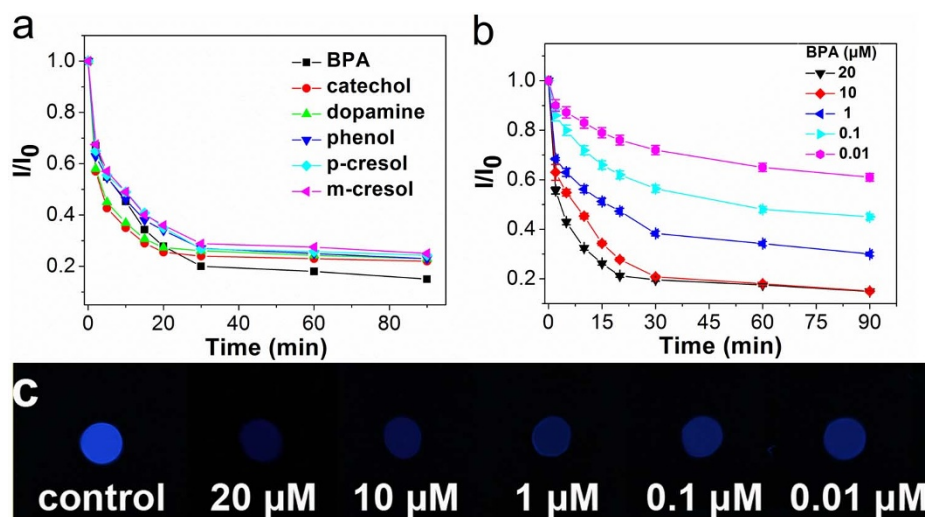 a
I/I0
1.0
0.8
0.6
0.4
0.2
0
20
40
60
80
Time (min)
BPA
catechol
dopamine
phenol
p-cresol
m-cresol
b
I/I0
1.0
0.8
0.6
0.4
0.2
0
15
30
45
60
75
90
Time (min)
BPA (μM)
20
10
1
0.1
0.01
c
control
20 μM
10 μM
1 μM
0.1 μM
0.01 μM